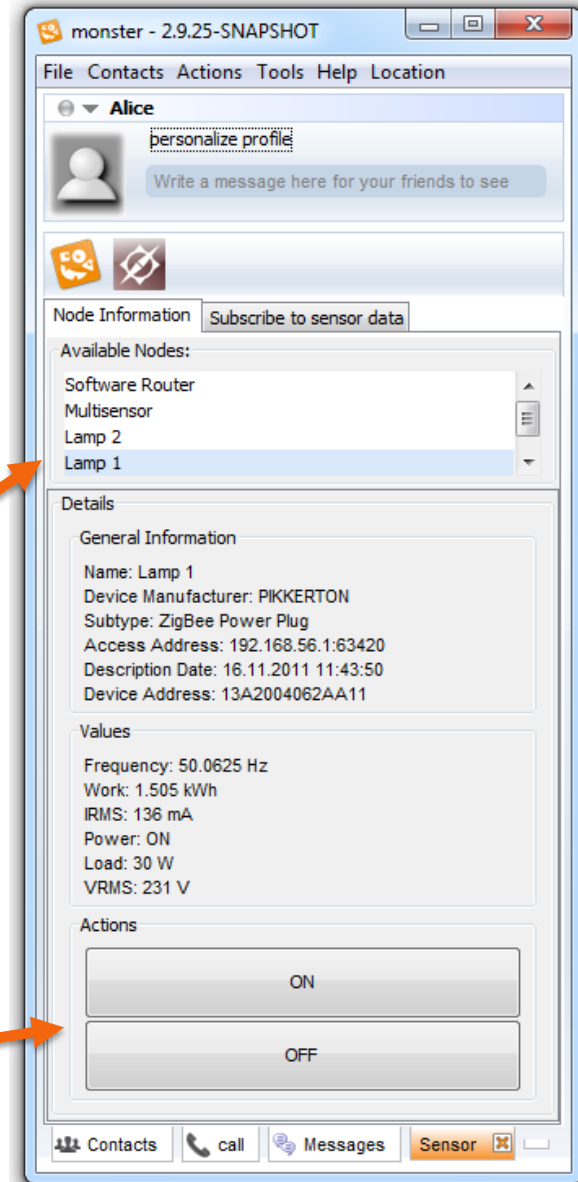 monster - 2.9.25-SNAPSHOT
File Contacts Actions Tools Help Location
Alice
personalize profile
Write a message here for your friends to see
Node Information Subscribe to sensor data
Available Nodes:
Software Router
Multisensor
Lamp 2
Lamp 1
Details
General Information
Name: Lamp 1
Device Manufacturer: PIKKERTON
Subtype: ZigBee Power Plug
Access Address: 192.168.56.1:63420
Description Date: 16.11.2011 11:43:50
Device Address: 13A2004062AA11
Values
Frequency: 50.0625 Hz
Work: 1.505 kWh
IRMS: 136 mA
Power: ON
Load: 30 W
VRMS: 231 V
Actions
ON
OFF
Contacts call Messages Sensor